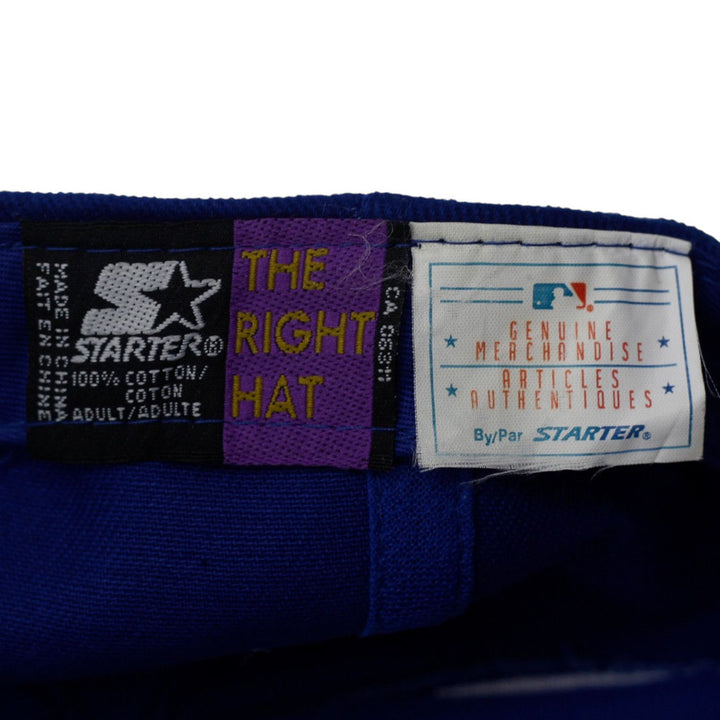 MADE IN CHINA
FAIT EN CHINE
STARTER®
100% COTTON/
COTON
ADULT/ADULTE
THE
RIGHT
HAT
CA 05311
GENUINE
MERCHANDISE
ARTICLES
AUTHENTIQUES
By/Par STARTER®